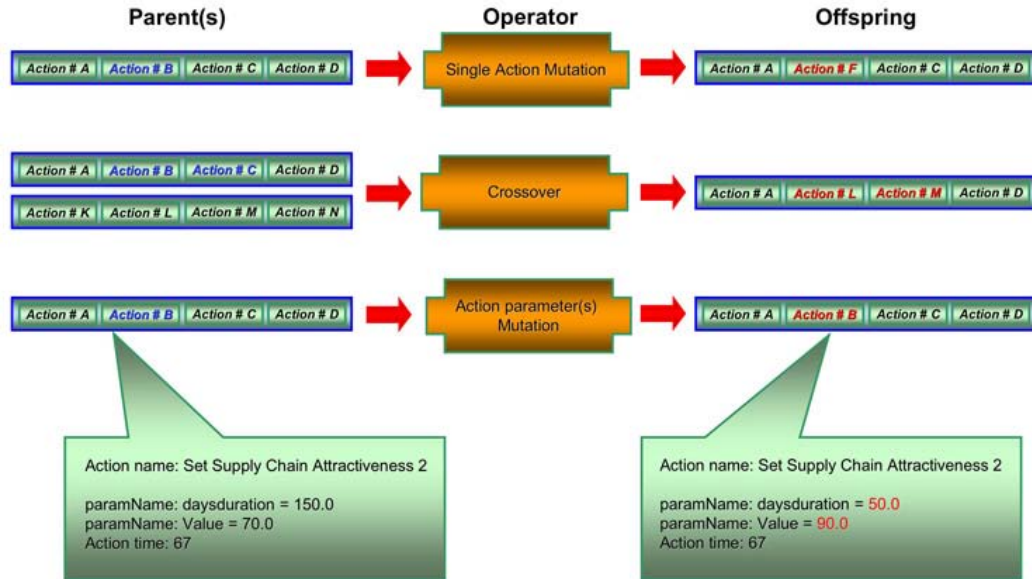 Parent(s) Operator Offspring
Action # A Action # B Action # C Action # D
Single Action Mutation
Action # A Action # F Action # C Action # D
Action # A Action # B Action # C Action # D
Action # K Action # L Action # M Action # N
Crossover
Action # A Action # L Action # M Action # D
Action # A Action # B Action # C Action # D
Action parameter(s)
Mutation
Action # A Action # B Action # C Action # D
Action name: Set Supply Chain Attractiveness 2
paramName: daysduration = 150.0
paramName: Value = 70.0
Action time: 67
Action name: Set Supply Chain Attractiveness 2
paramName: daysduration = 50.0
paramName: Value = 90.0
Action time: 67